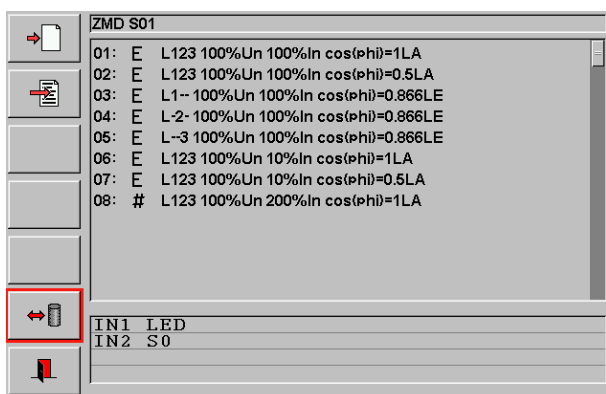 ZMD S01
01: E L123 100%Un 100%In cos(phi)=1LA
02: E L123 100%Un 100%In cos(phi)=0.5LA
03: E L1-- 100%Un 100%In cos(phi)=0.866LE
04: E L-2- 100%Un 100%In cos(phi)=0.866LE
05: E L--3 100%Un 100%In cos(phi)=0.866LE
06: E L123 100%Un 10%In cos(phi)=1LA
07: E L123 100%Un 10%In cos(phi)=0.5LA
08: # L123 100%Un 200%In cos(phi)=1LA
IN1 LED
IN2 S0